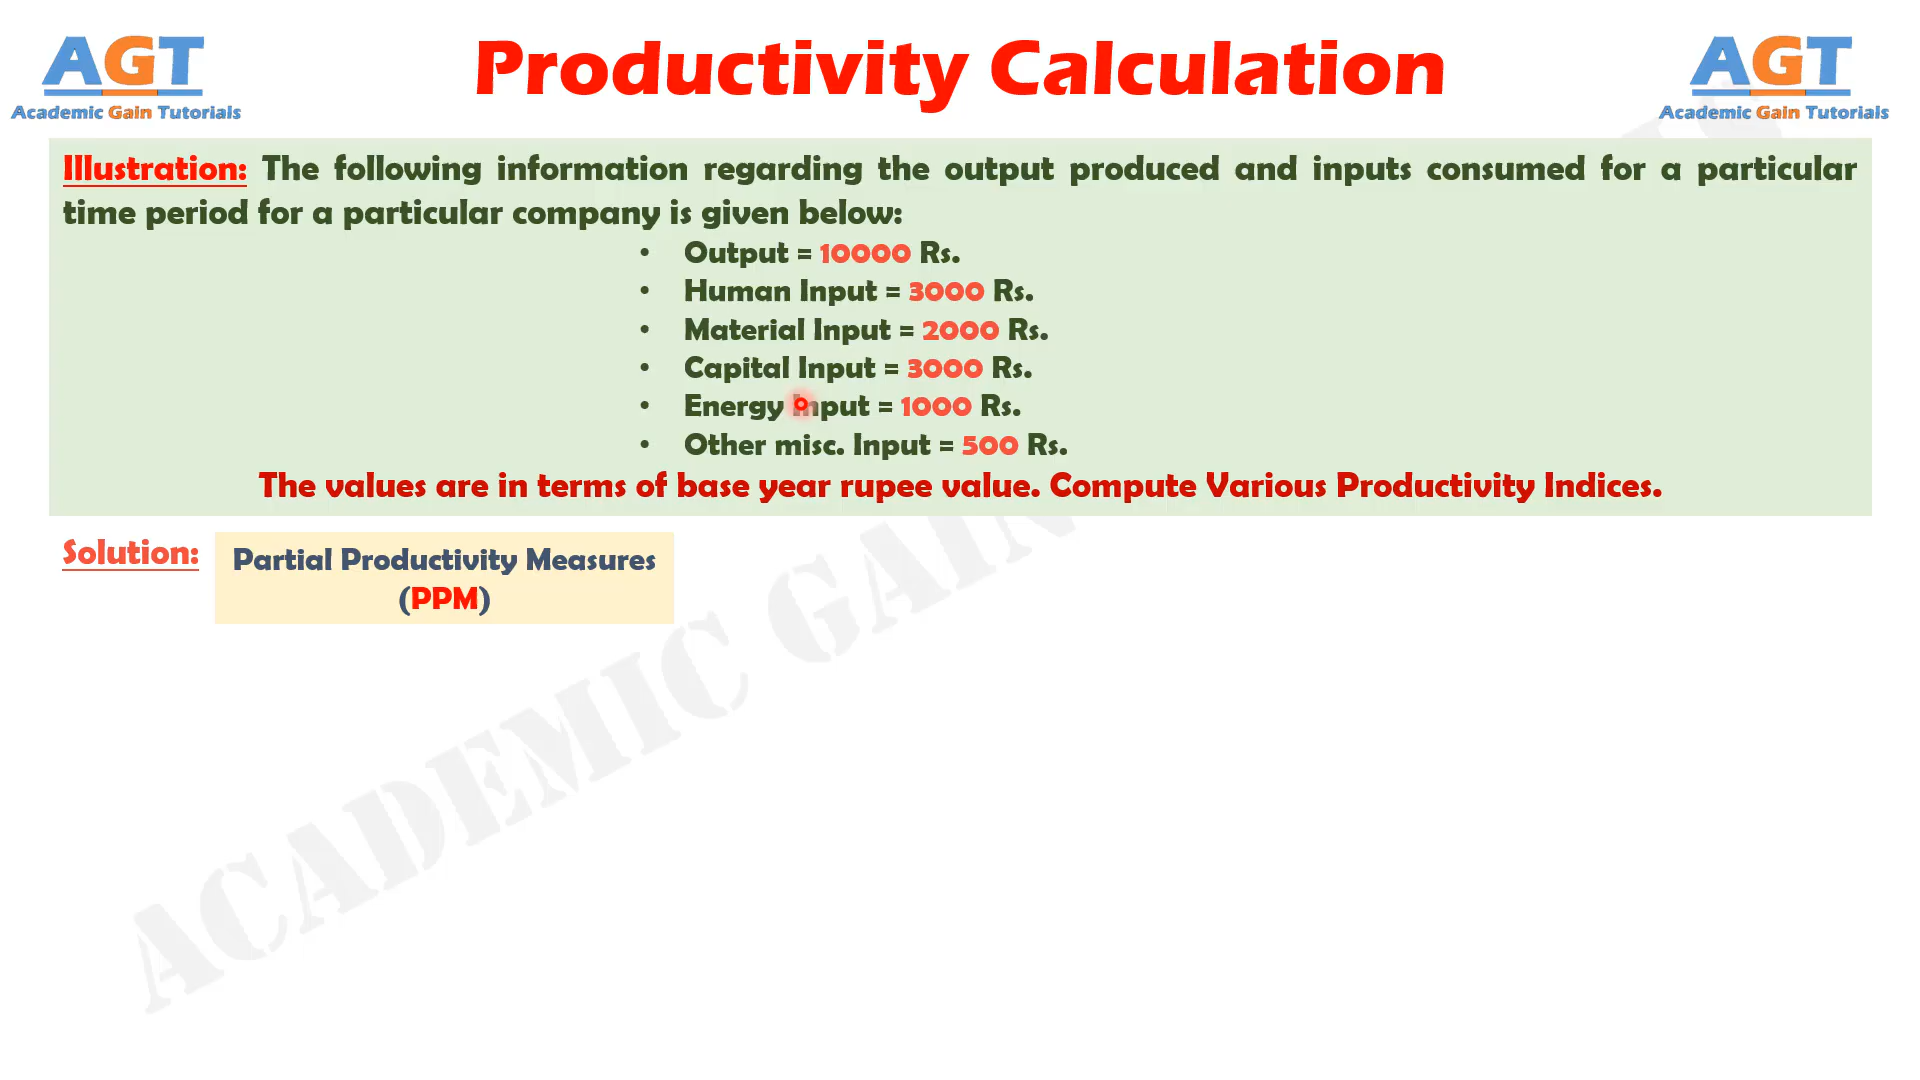 AGT
Academic Gain Tutorials
Productivity Calculation
AGT
Academic Gain Tutorials
Illustration: The following information regarding the output produced and inputs consumed for a particular
time period for a particular company is given below:
• Output = 10000 Rs.
• Human Input = 3000 Rs.
• Material Input = 2000 Rs.
• Capital Input = 3000 Rs.
• Energy Input = 1000 Rs.
• Other misc. Input = 500 Rs.
The values are in terms of base year rupee value. Compute Various Productivity Indices.
Solution:
Partial Productivity Measures
(PPM)
ACADEMIC GAIN